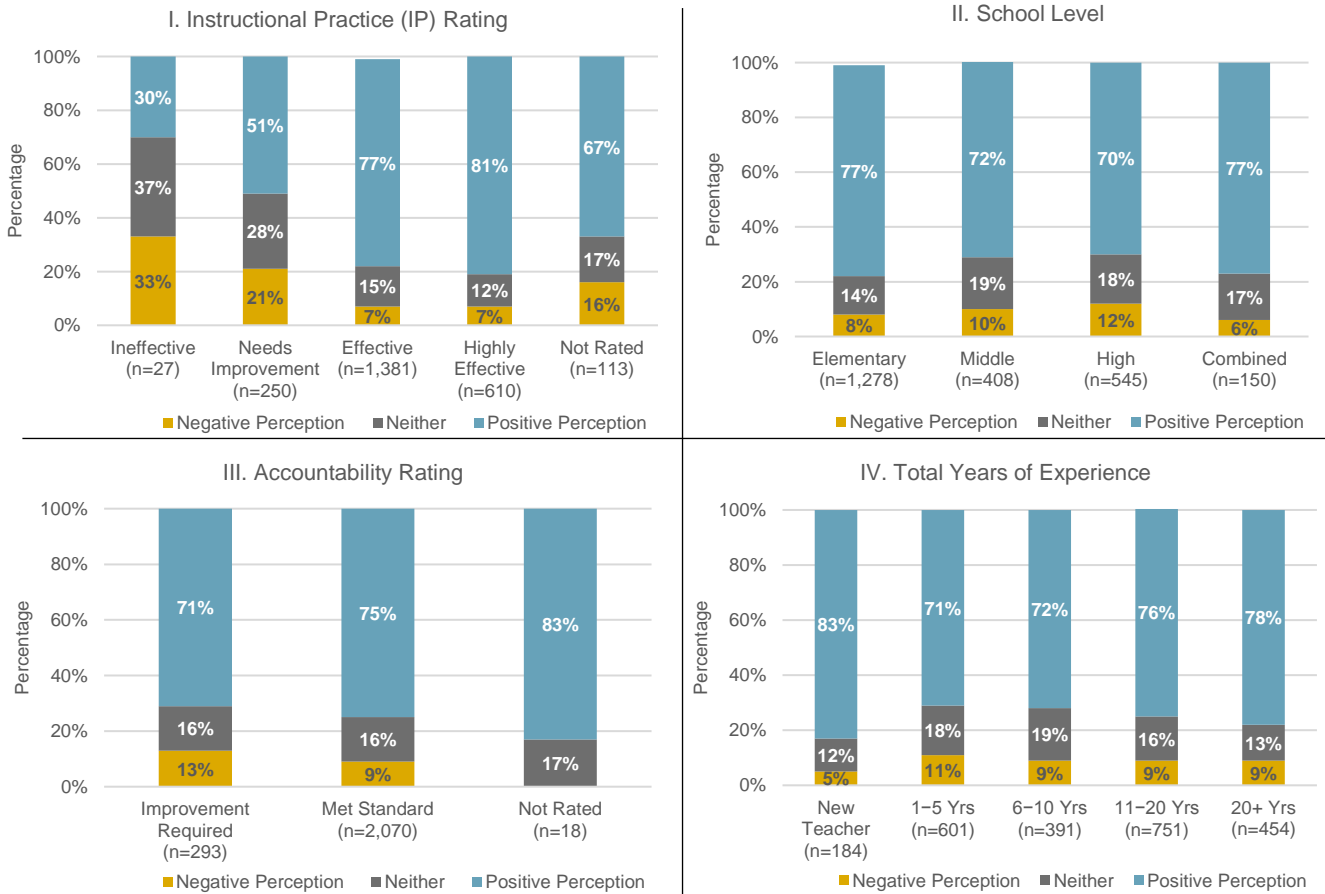 I. Instructional Practice (IP) Rating
100%
80%
60%
40%
20%
0%
Percentage
30%
37%
33%
51%
28%
21%
77%
15%
7%
81%
12%
7%
67%
17%
16%
Ineffective
(n=27)
Needs
Improvement
(n=250)
Effective
(n=1,381)
Highly
Effective
(n=610)
Not Rated
(n=113)
Negative Perception Neither Positive Perception
II. School Level
100%
80%
60%
40%
20%
0%
Percentage
77%
14%
8%
72%
19%
10%
70%
18%
12%
77%
17%
6%
Elementary
(n=1,278)
Middle
(n=408)
High
(n=545)
Combined
(n=150)
Negative Perception Neither Positive Perception
III. Accountability Rating
100%
80%
60%
40%
20%
0%
Percentage
71%
16%
13%
75%
16%
9%
83%
17%
Improvement
Required
(n=293)
Met Standard
(n=2,070)
Not Rated
(n=18)
Negative Perception Neither Positive Perception
IV. Total Years of Experience
100%
80%
60%
40%
20%
0%
Percentage
83%
12%
5%
71%
18%
11%
72%
19%
9%
76%
16%
9%
78%
13%
9%
New
Teacher
(n=184)
1−5 Yrs
(n=601)
6−10 Yrs
(n=391)
11−20 Yrs
(n=751)
20+ Yrs
(n=454)
Negative Perception Neither Positive Perception